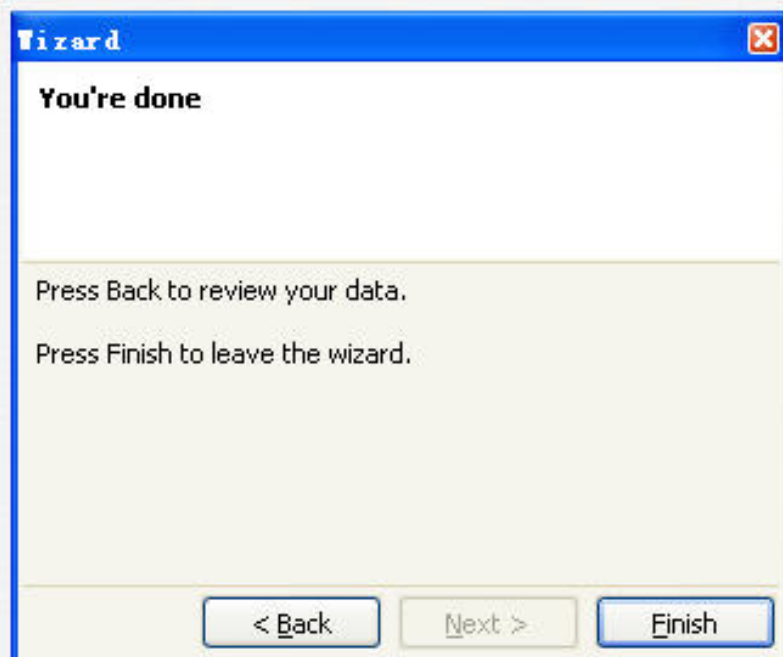 Wizard
You're done
Press Back to review your data.
Press Finish to leave the wizard.
< Back
Next >
Finish